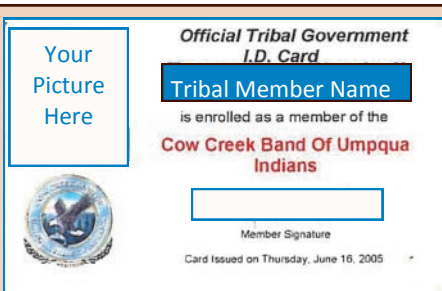 Your
Picture
Here
Official Tribal Government
I.D. Card
Tribal Member Name
is enrolled as a member of the
Cow Creek Band Of Umpqua
Indians
Member Signature
Card Issued on Thursday, June 16, 2005